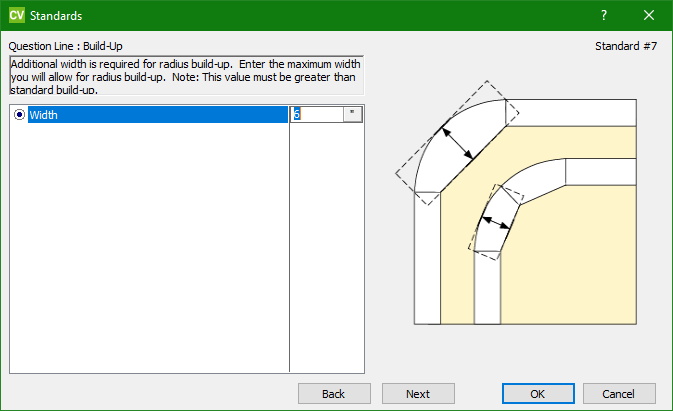 CV Standards ?
Question Line : Build-Up Standard #7
Additional width is required for radius build-up. Enter the maximum width
you will allow for radius build-up. Note: This value must be greater than
standard build-up.
Width 6 "
Back Next OK Cancel